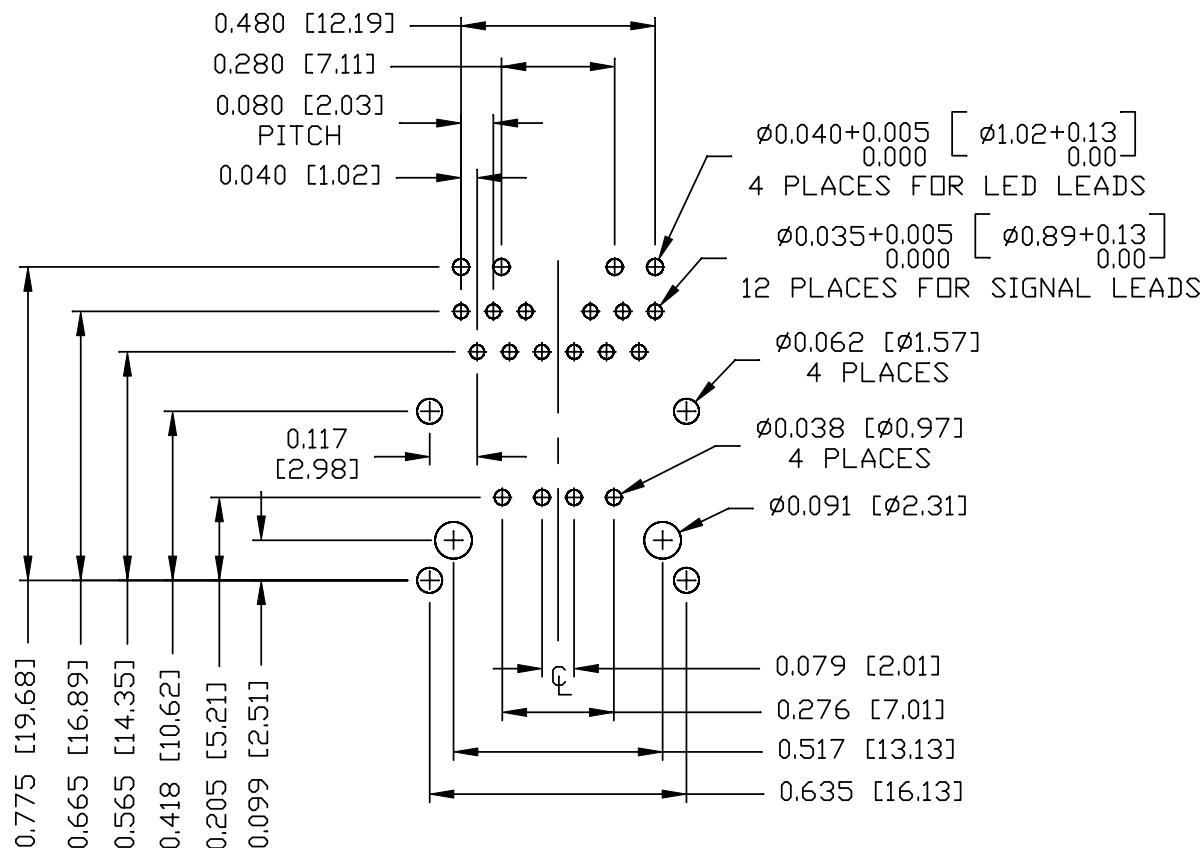 0.480 [12.19]
0.280 [7.11]
0.080 [2.03]
PITCH
0.040 [1.02]
Ø0.040+0.005 [Ø1.02+0.13]
0.000 0.00
4 PLACES FOR LED LEADS
Ø0.035+0.005 [Ø0.89+0.13]
0.000 0.00
12 PLACES FOR SIGNAL LEADS
Ø0.062 [Ø1.57]
4 PLACES
0.117
[2.98]
Ø0.038 [Ø0.97]
4 PLACES
Ø0.091 [Ø2.31]
0.775 [19.68]
0.665 [16.89]
0.565 [14.35]
0.418 [10.62]
0.205 [5.21]
0.099 [2.51]
℄
0.079 [2.01]
0.276 [7.01]
0.517 [13.13]
0.635 [16.13]